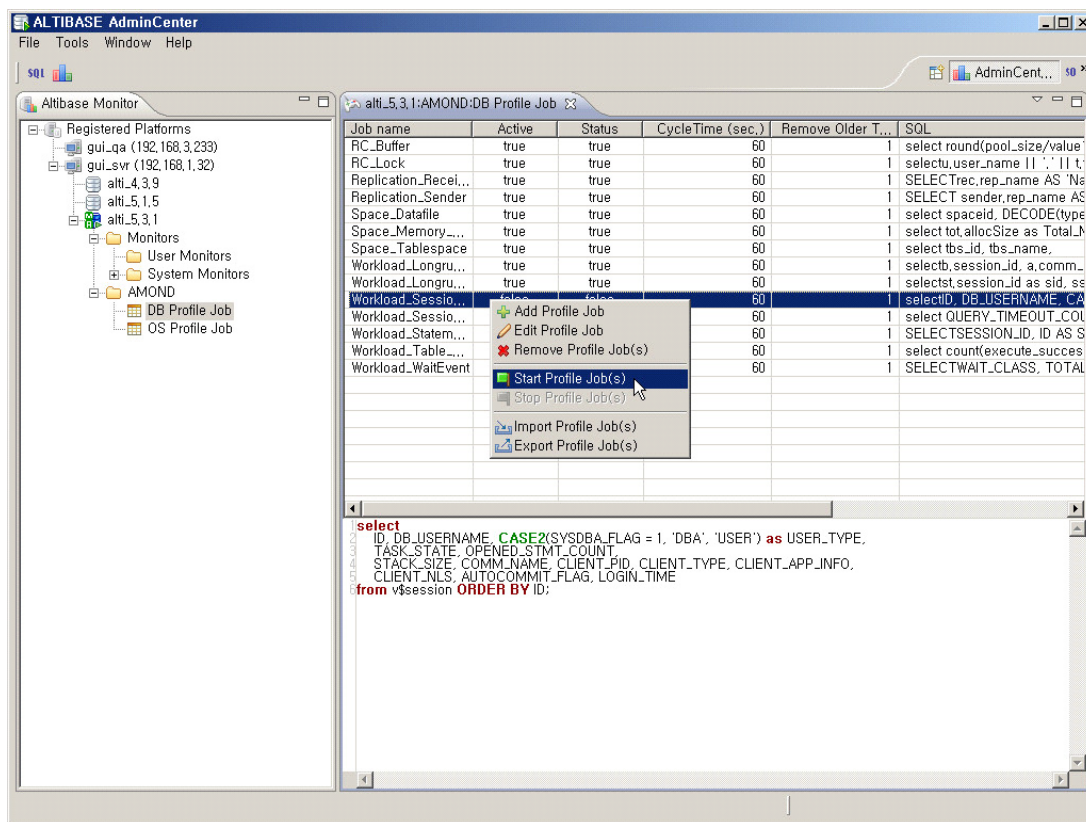 ALTIBASE AdminCenter
File Tools Window Help
SQL
AdminCent... SQ »
Altibase Monitor
alti_5,3,1:AMOND:DB Profile Job
Registered Platforms
gui_qa (192,168,3,233)
gui_svr (192,168,1,32)
alti_4,3,9
alti_5,1,5
alti_5,3,1
Monitors
User Monitors
System Monitors
AMOND
DB Profile Job
OS Profile Job
Job name Active Status CycleTime (sec,) Remove Older T... SQL
RC_Buffer true true 60 1 select round(pool_size/value
RC_Lock true true 60 1 selectu,user_name || ',' || t,
Replication_Recei... true true 60 1 SELECTrec,rep_name AS 'Na
Replication_Sender true true 60 1 SELECT sender,rep_name AS
Space_Datafile true true 60 1 select spaceid, DECODE(type
Space_Memory_... true true 60 1 select tot,allocSize as Total_M
Space_Tablespace true true 60 1 select tbs_id, tbs_name,
Workload_Longru... true true 60 1 selectb,session_id, a,comm_
Workload_Longru... true true 60 1 selectst,session_id as sid, ss
Workload_Sessio... false false 60 1 selectID, DB_USERNAME, CA
Workload_Sessio... 60 1 select QUERY_TIMEOUT_COU
Workload_Statem... 60 1 SELECTSESSION_ID, ID AS S
Workload_Table_... 60 1 select count(execute_succes
Workload_WaitEvent 60 1 SELECTWAIT_CLASS, TOTAL
Add Profile Job
Edit Profile Job
Remove Profile Job(s)
Start Profile Job(s)
Stop Profile Job(s)
Import Profile Job(s)
Export Profile Job(s)
1 select
2 ID, DB_USERNAME, CASE2(SYSDBA_FLAG = 1, 'DBA', 'USER') as USER_TYPE,
3 TASK_STATE, OPENED_STMT_COUNT,
4 STACK_SIZE, COMM_NAME, CLIENT_PID, CLIENT_TYPE, CLIENT_APP_INFO,
5 CLIENT_NLS, AUTOCOMMIT_FLAG, LOGIN_TIME
6 from v$session ORDER BY ID;